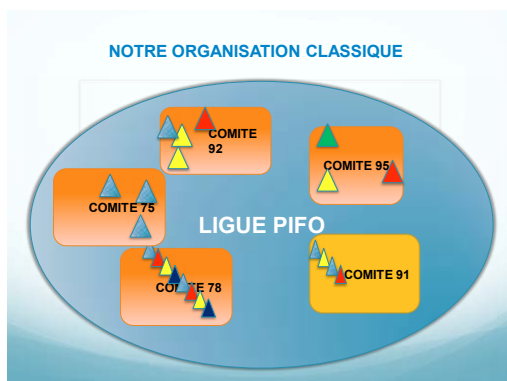 NOTRE ORGANISATION CLASSIQUE
COMITE
92
COMITE 95
COMITE 75
LIGUE PIFO
COMITE 78
COMITE 91